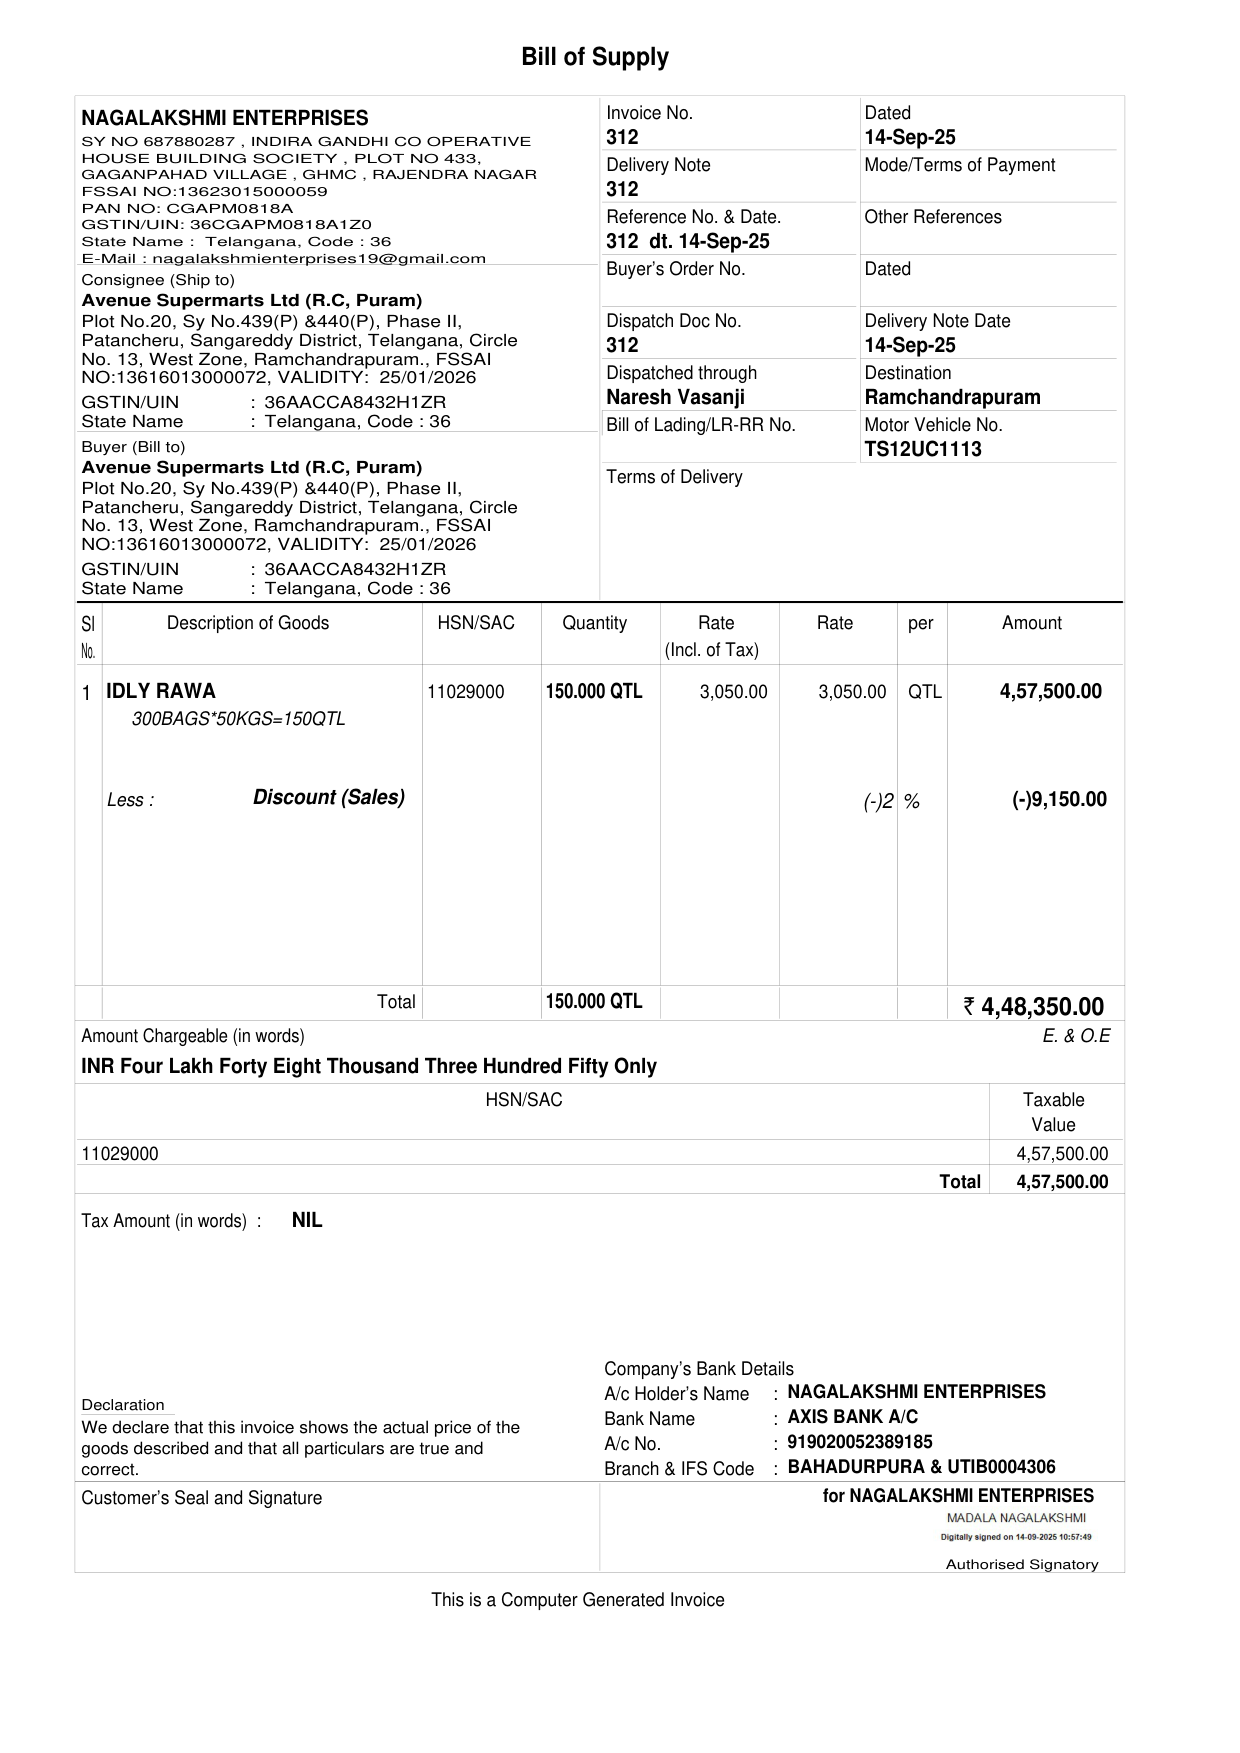 Bill of Supply
NAGALAKSHMI ENTERPRISES
SY NO 687880287 , INDIRA GANDHI CO OPERATIVE
HOUSE BUILDING SOCIETY , PLOT NO 433,
GAGANPAHAD VILLAGE , GHMC , RAJENDRA NAGAR
FSSAI NO:13623015000059
PAN NO: CGAPM0818A
GSTIN/UIN: 36CGAPM0818A1Z0
State Name : Telangana, Code : 36
E-Mail : nagalakshmienterprises19@gmail.com
Consignee (Ship to)
Avenue Supermarts Ltd (R.C, Puram)
Plot No.20, Sy No.439(P) &440(P), Phase II,
Patancheru, Sangareddy District, Telangana, Circle
No. 13, West Zone, Ramchandrapuram., FSSAI
NO:13616013000072, VALIDITY: 25/01/2026
GSTIN/UIN : 36AACCA8432H1ZR
State Name : Telangana, Code : 36
Buyer (Bill to)
Avenue Supermarts Ltd (R.C, Puram)
Plot No.20, Sy No.439(P) &440(P), Phase II,
Patancheru, Sangareddy District, Telangana, Circle
No. 13, West Zone, Ramchandrapuram., FSSAI
NO:13616013000072, VALIDITY: 25/01/2026
GSTIN/UIN : 36AACCA8432H1ZR
State Name : Telangana, Code : 36
Invoice No. Dated
312 14-Sep-25
Delivery Note Mode/Terms of Payment
312
Reference No. & Date. Other References
312 dt. 14-Sep-25
Buyer's Order No. Dated
Dispatch Doc No. Delivery Note Date
312 14-Sep-25
Dispatched through Destination
Naresh Vasanji Ramchandrapuram
Bill of Lading/LR-RR No. Motor Vehicle No.
TS12UC1113
Terms of Delivery
Sl Description of Goods HSN/SAC Quantity Rate Rate per Amount
No. (Incl. of Tax)
1 IDLY RAWA 11029000 150.000 QTL 3,050.00 3,050.00 QTL 4,57,500.00
300BAGS*50KGS=150QTL
Less : Discount (Sales) (-)2 % (-)9,150.00
Total 150.000 QTL ₹ 4,48,350.00
Amount Chargeable (in words) E. & O.E
INR Four Lakh Forty Eight Thousand Three Hundred Fifty Only
HSN/SAC Taxable
Value
11029000 4,57,500.00
Total 4,57,500.00
Tax Amount (in words) : NIL
Company's Bank Details
A/c Holder's Name : NAGALAKSHMI ENTERPRISES
Bank Name : AXIS BANK A/C
A/c No. : 919020052389185
Branch & IFS Code : BAHADURPURA & UTIB0004306
Declaration
We declare that this invoice shows the actual price of the
goods described and that all particulars are true and
correct.
Customer's Seal and Signature
for NAGALAKSHMI ENTERPRISES
MADALA NAGALAKSHMI
Digitally signed on 14-09-2025 10:57:49
Authorised Signatory
This is a Computer Generated Invoice